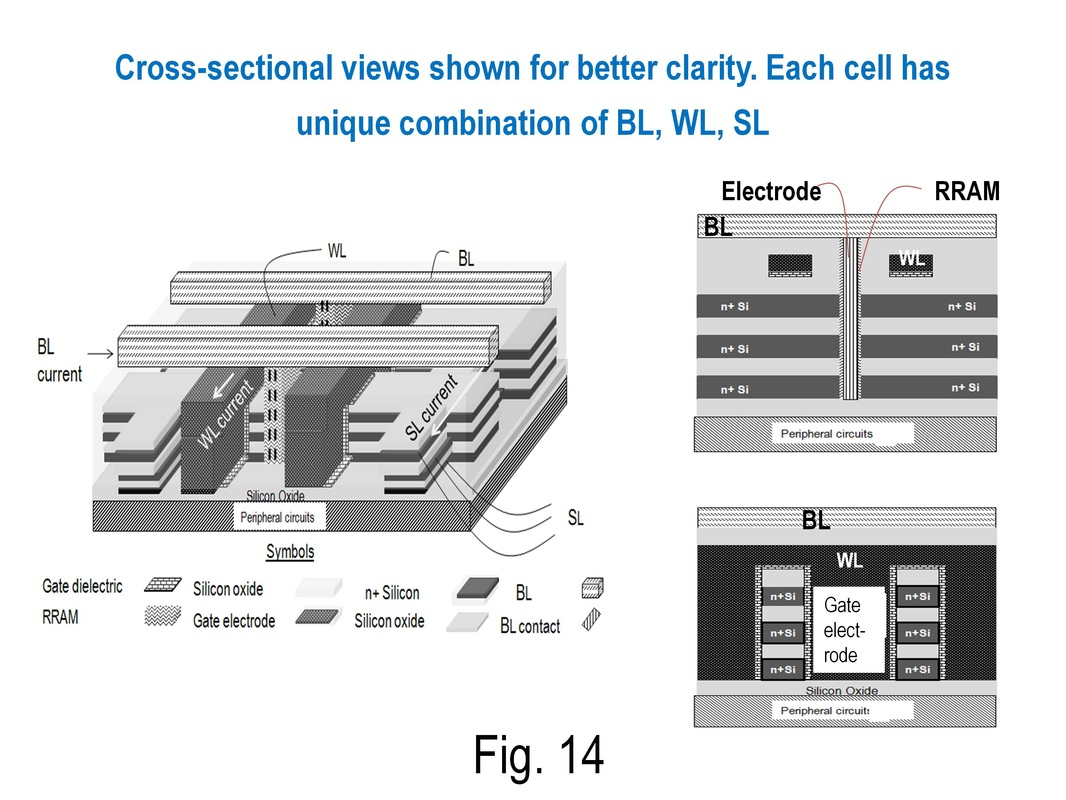 Cross-sectional views shown for better clarity. Each cell has
unique combination of BL, WL, SL
WL
BL
BL
current
WL current
SL current
Silicon Oxide
Peripheral circuits
SL
Symbols
Gate dielectric
Silicon oxide
n+ Silicon
BL
RRAM
Gate electrode
Silicon oxide
BL contact
Electrode
RRAM
BL
WL
n+ Si
n+ Si
n+ Si
n+ Si
n+ Si
n+ Si
Peripheral circuits
BL
WL
n+Si
n+Si
n+Si
n+Si
n+Si
n+Si
Gate
elect-
rode
Silicon Oxide
Peripheral circuits
Fig. 14